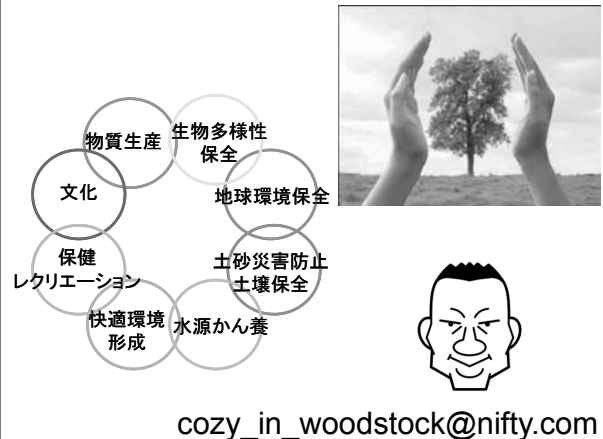 物質生産
生物多様性
保全
文化
地球環境保全
保健
レクリエーション
土砂災害防止
土壌保全
快適環境
形成
水源かん養
cozy_in_woodstock@nifty.com